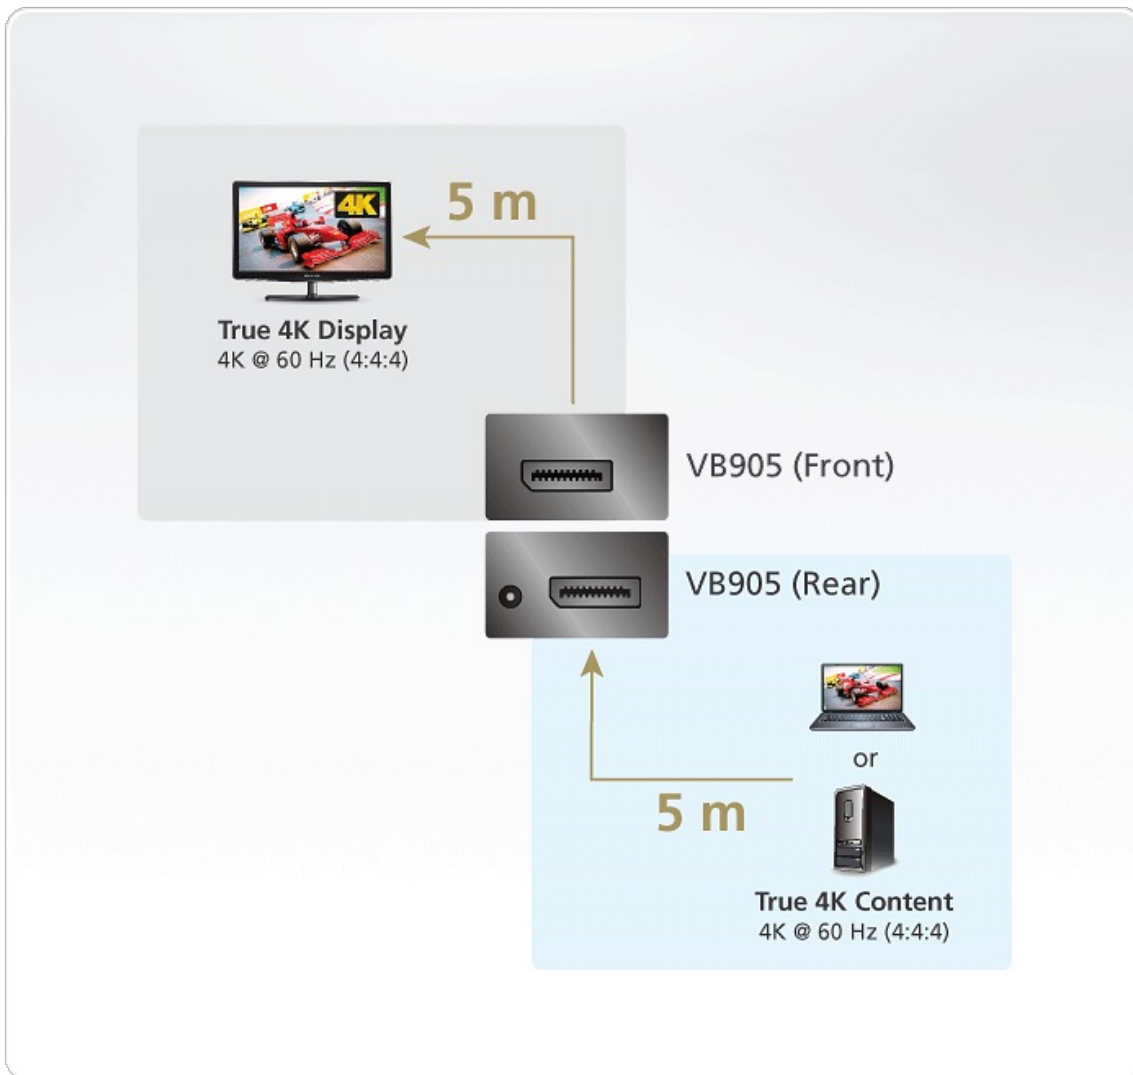 4K
5 m
True 4K Display
4K @ 60 Hz (4:4:4)
VB905 (Front)
VB905 (Rear)
or
5 m
True 4K Content
4K @ 60 Hz (4:4:4)